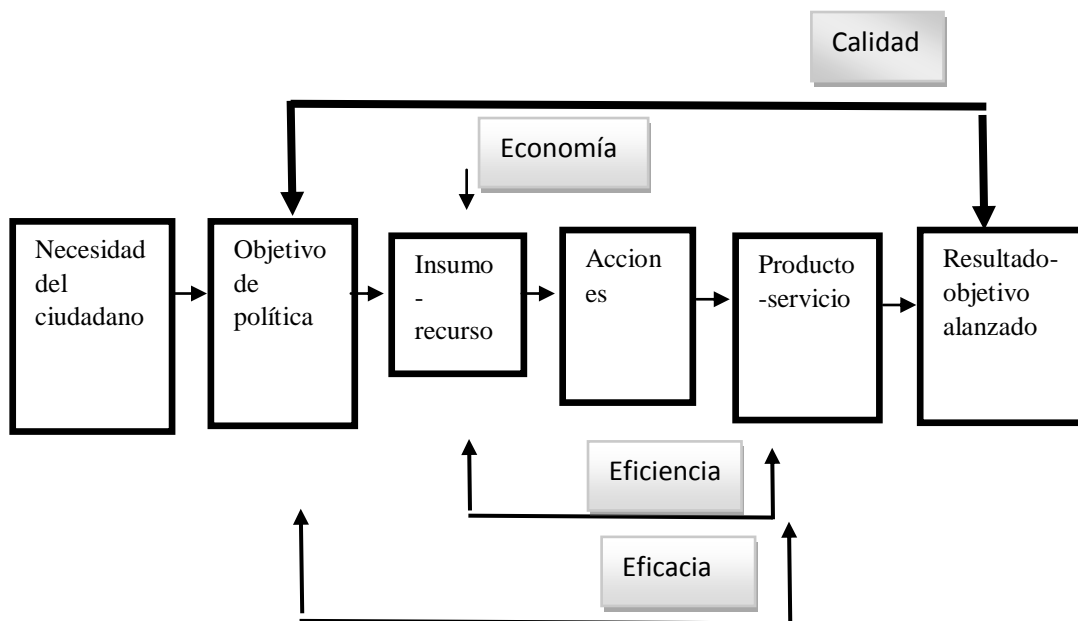 Calidad
Economía
Necesidad
del
ciudadano
Objetivo
de
política
Insumo
-
recurso
Accion
es
Producto
-servicio
Resultado-
objetivo
alanzado
Eficiencia
Eficacia